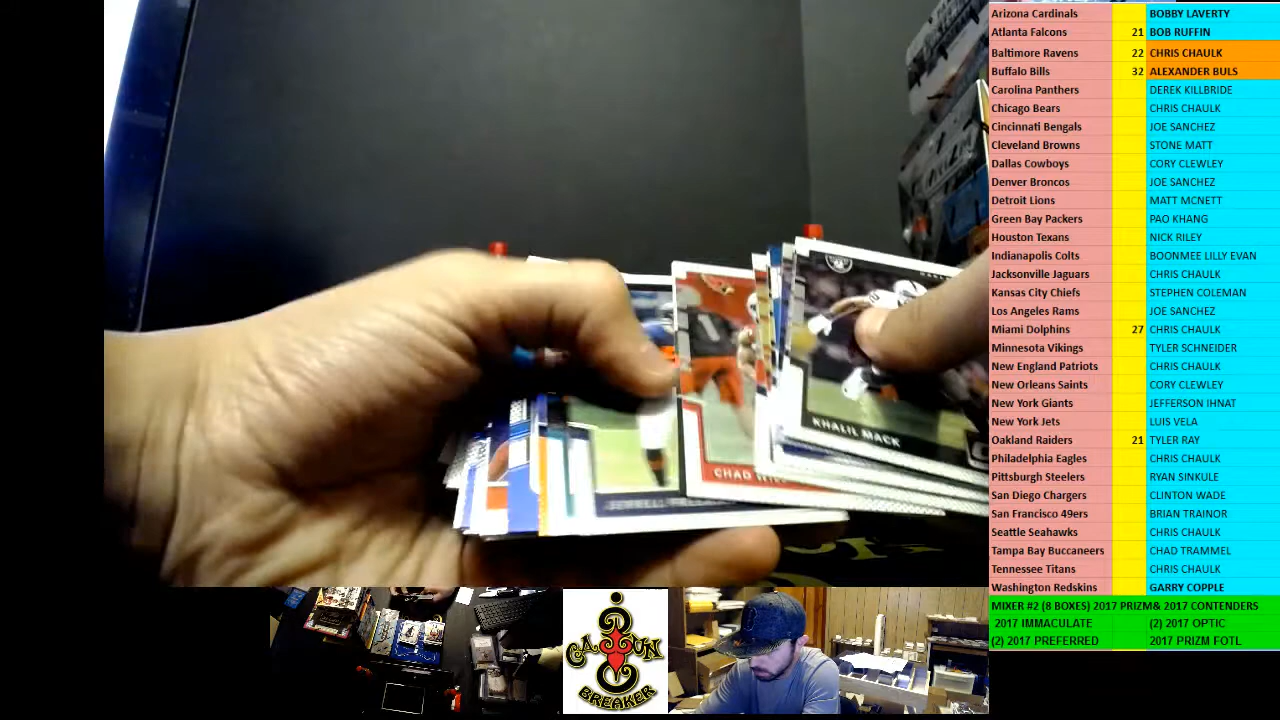 Arizona Cardinals BOBBY LAVERTY
Atlanta Falcons 21 BOB RUFFIN
Baltimore Ravens 22 CHRIS CHAULK
Buffalo Bills 32 ALEXANDER BULS
Carolina Panthers DEREK KILLBRIDE
Chicago Bears CHRIS CHAULK
Cincinnati Bengals JOE SANCHEZ
Cleveland Browns STONE MATT
Dallas Cowboys CORY CLEWLEY
Denver Broncos JOE SANCHEZ
Detroit Lions MATT MCNETT
Green Bay Packers PAO KHANG
Houston Texans NICK RILEY
Indianapolis Colts BOONMEE LILLY EVAN
Jacksonville Jaguars CHRIS CHAULK
Kansas City Chiefs STEPHEN COLEMAN
Los Angeles Rams JOE SANCHEZ
Miami Dolphins 27 CHRIS CHAULK
Minnesota Vikings TYLER SCHNEIDER
New England Patriots CHRIS CHAULK
New Orleans Saints CORY CLEWLEY
New York Giants JEFFERSON IHNAT
New York Jets LUIS VELA
Oakland Raiders 21 TYLER RAY
Philadelphia Eagles CHRIS CHAULK
Pittsburgh Steelers RYAN SINKULE
San Diego Chargers CLINTON WADE
San Francisco 49ers BRIAN TRAINOR
Seattle Seahawks CHRIS CHAULK
Tampa Bay Buccaneers CHAD TRAMMEL
Tennessee Titans CHRIS CHAULK
Washington Redskins GARRY COPPLE
MIXER #2 (8 BOXES) 2017 PRIZM& 2017 CONTENDERS
2017 IMMACULATE (2) 2017 OPTIC
(2) 2017 PREFERRED 2017 PRIZM FOTL
KHALIL MACK
CHAD
CAJUN
BREAKER